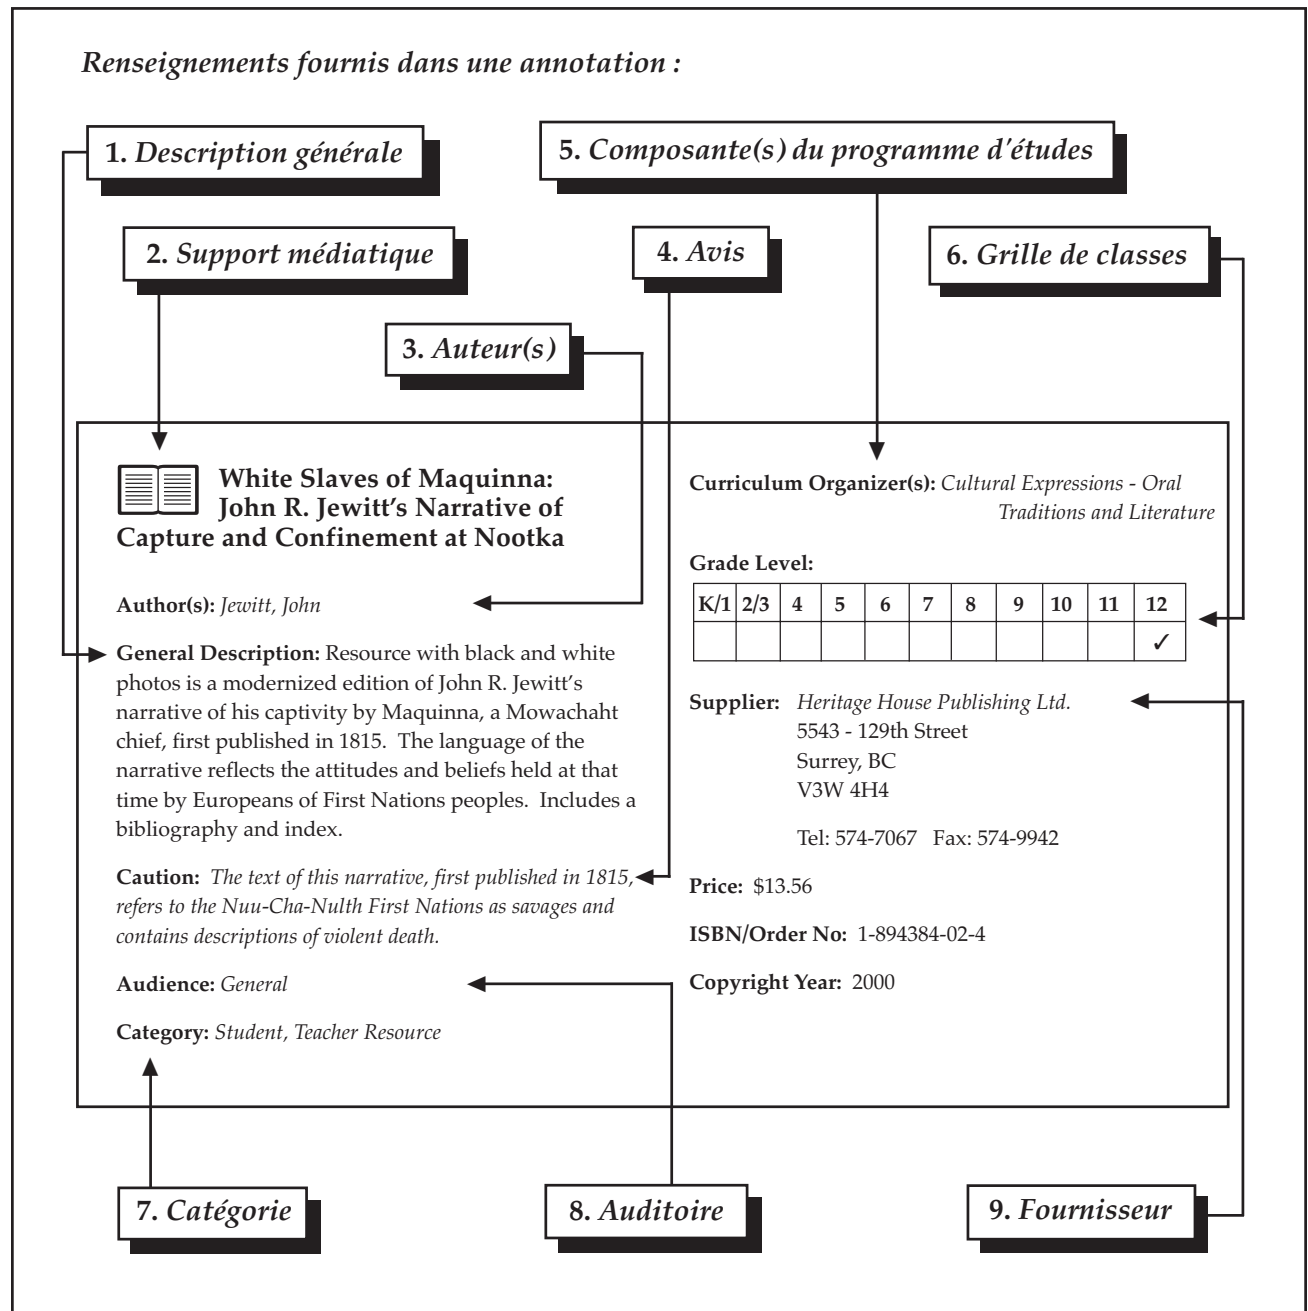 Renseignements fournis dans une annotation :
1. Description générale
5. Composante(s) du programme d'études
2. Support médiatique
4. Avis
6. Grille de classes
3. Auteur(s)
White Slaves of Maquinna:
John R. Jewitt's Narrative of
Capture and Confinement at Nootka
Author(s): Jewitt, John
General Description: Resource with black and white
photos is a modernized edition of John R. Jewitt's
narrative of his captivity by Maquinna, a Mowachaht
chief, first published in 1815. The language of the
narrative reflects the attitudes and beliefs held at that
time by Europeans of First Nations peoples. Includes a
bibliography and index.
Caution: The text of this narrative, first published in 1815,
refers to the Nuu-Cha-Nulth First Nations as savages and
contains descriptions of violent death.
Audience: General
Category: Student, Teacher Resource
Curriculum Organizer(s): Cultural Expressions - Oral
Traditions and Literature
Grade Level:
K/1 2/3 4 5 6 7 8 9 10 11 12
✓
Supplier: Heritage House Publishing Ltd.
5543 - 129th Street
Surrey, BC
V3W 4H4
Tel: 574-7067 Fax: 574-9942
Price: $13.56
ISBN/Order No: 1-894384-02-4
Copyright Year: 2000
7. Catégorie
8. Auditoire
9. Fournisseur